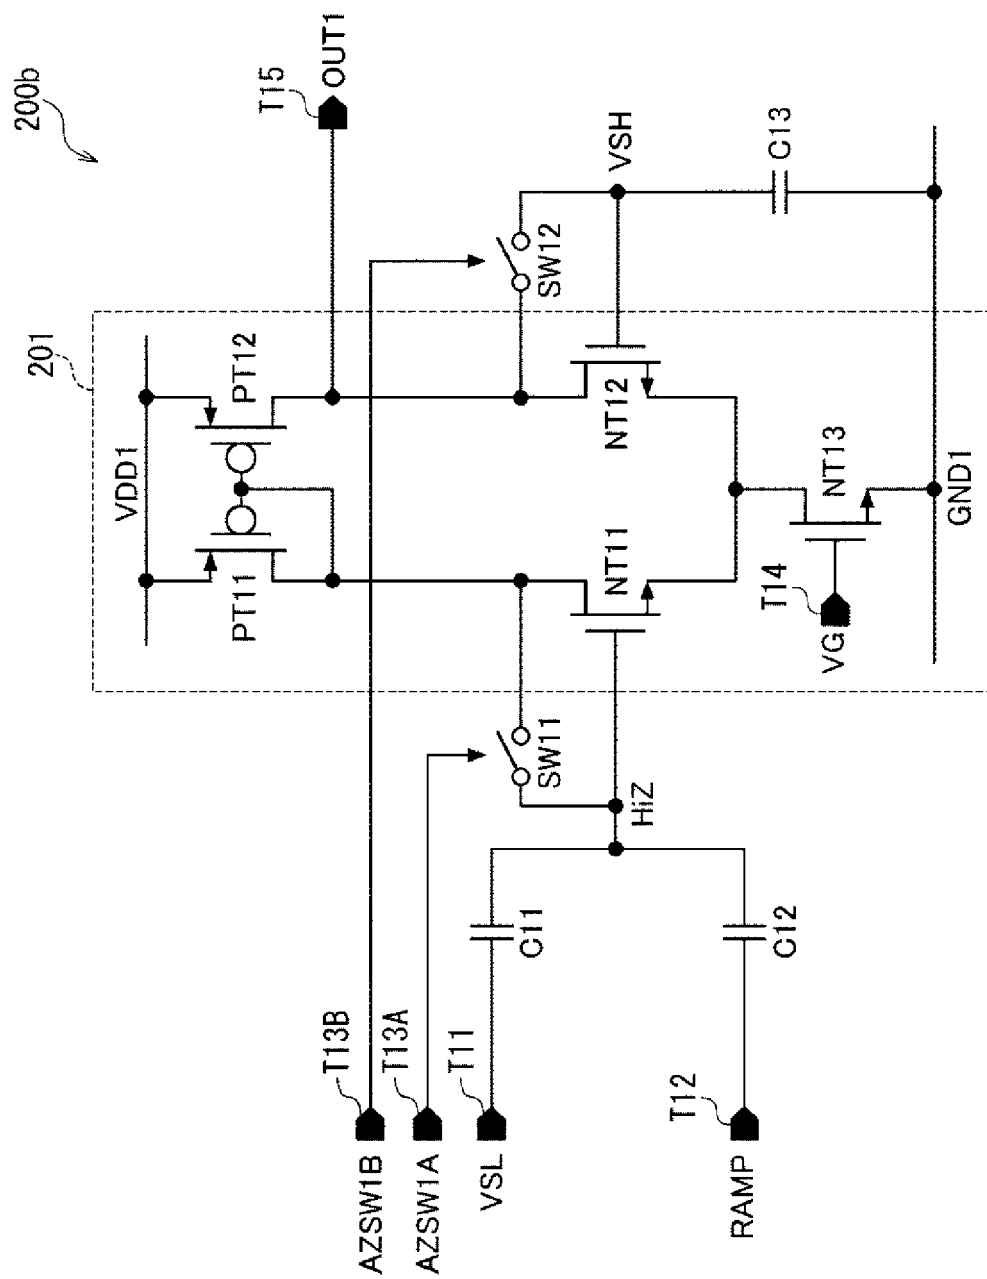 200b
T15
OUT1
201
VDD1
PT12
PT11
SW12
VSH
C13
NT12
NT11
NT13
T14
VG
GND1
SW11
HiZ
C11
C12
T13B
AZSW1B
T13A
AZSW1A
T11
VSL
T12
RAMP